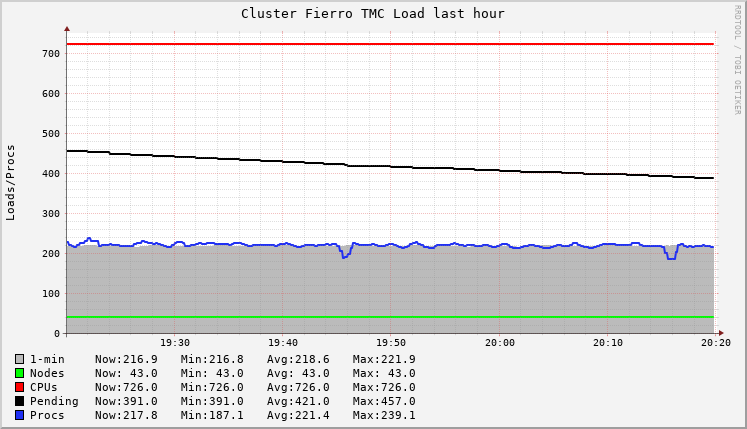 Cluster Fierro TMC Load last hour
RRDTOOL / TOBI OETIKER
Loads/Procs
700
600
500
400
300
200
100
0
19:30 19:40 19:50 20:00 20:10 20:20
1-min Now:216.9 Min:216.8 Avg:218.6 Max:221.9
Nodes Now: 43.0 Min: 43.0 Avg: 43.0 Max: 43.0
CPUs Now:726.0 Min:726.0 Avg:726.0 Max:726.0
Pending Now:391.0 Min:391.0 Avg:421.0 Max:457.0
Procs Now:217.8 Min:187.1 Avg:221.4 Max:239.1